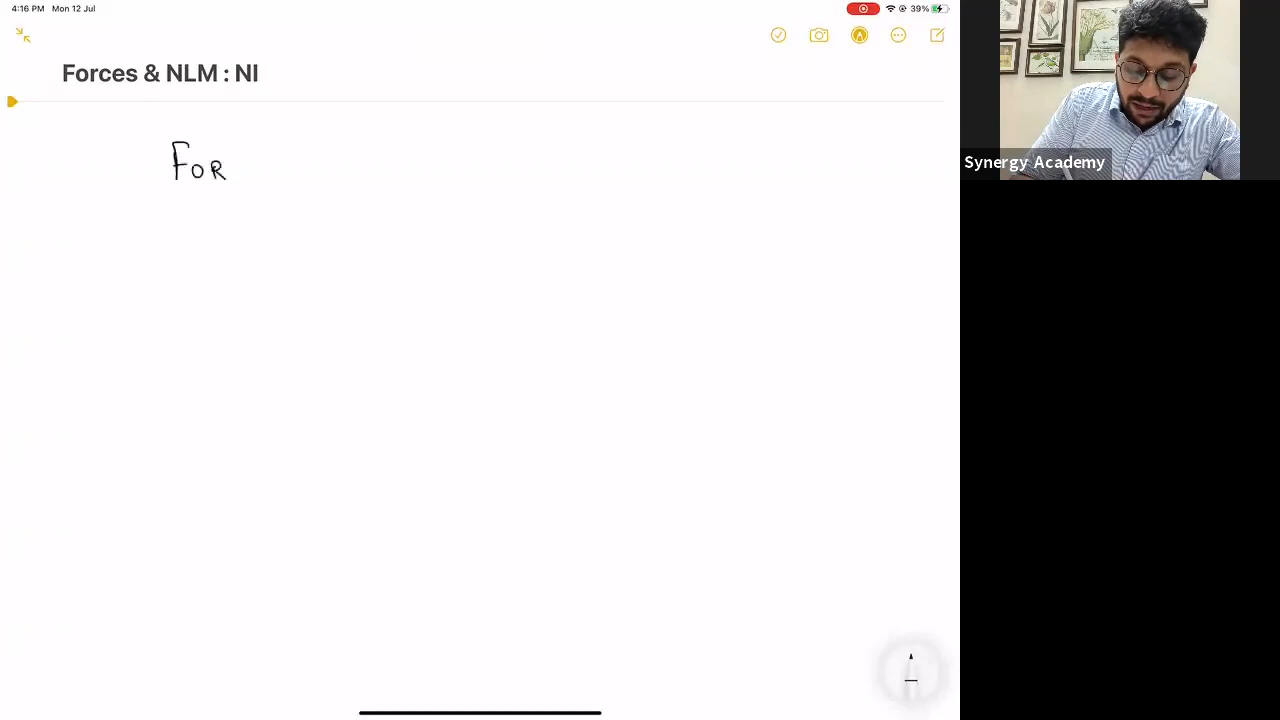 4:16 PM Mon 12 Jul
39%
Forces & NLM : NI
FOR
Synergy Academy